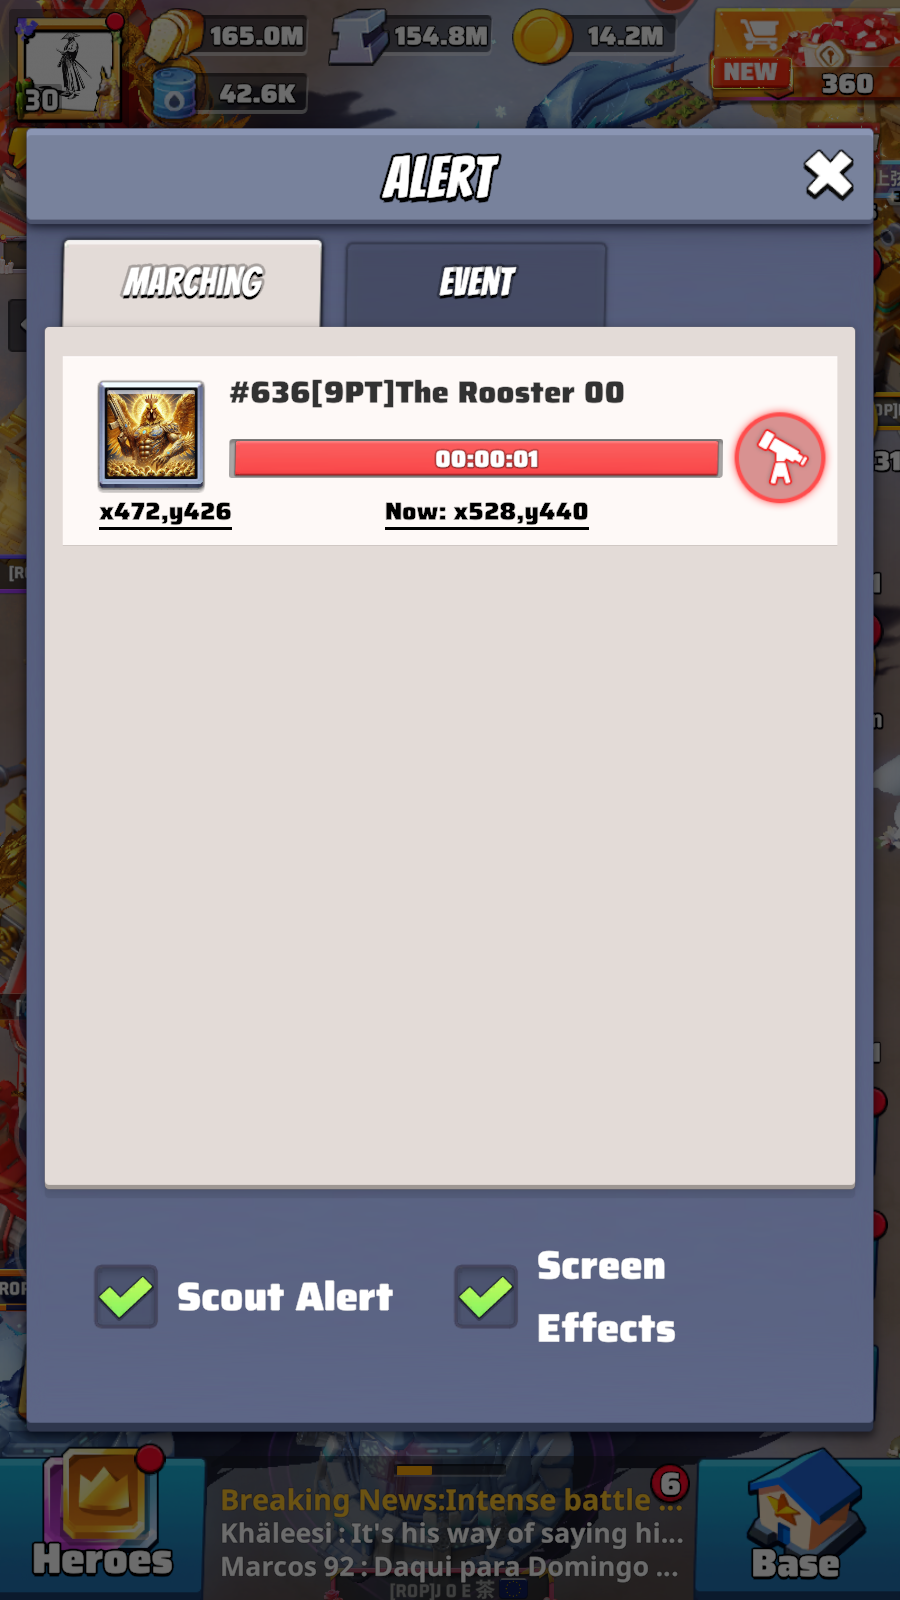 165.0M
154.8M
14.2M
30
42.6K
NEW
360
ALERT
MARCHING
EVENT
#636[9PT]The Rooster 00
00:00:01
x472,y426
Now: x528,y440
Scout Alert
Screen
Effects
6
Breaking News:Intense battle ...
Khäleesi : It's his way of saying hi...
Marcos 92 : Daqui para Domingo ...
Heroes
Base
[ROP]J O E 茶